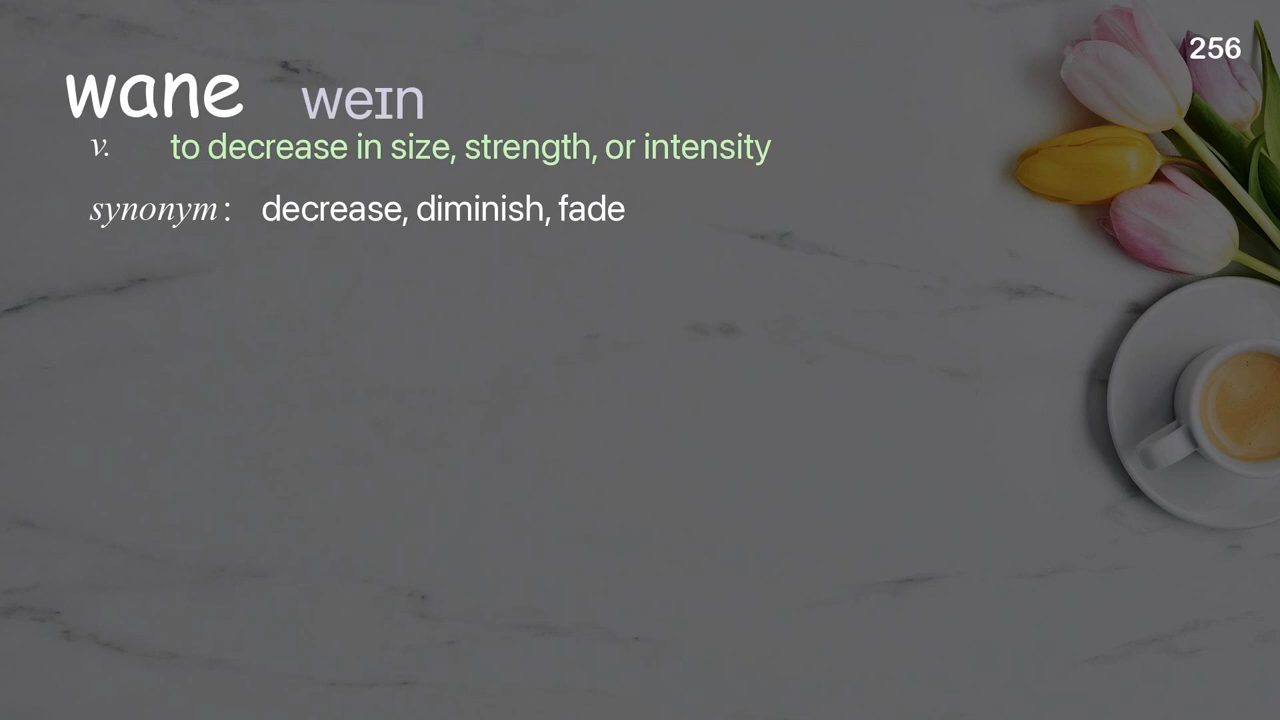 256
wane weɪn
v. to decrease in size, strength, or intensity
synonym: decrease, diminish, fade